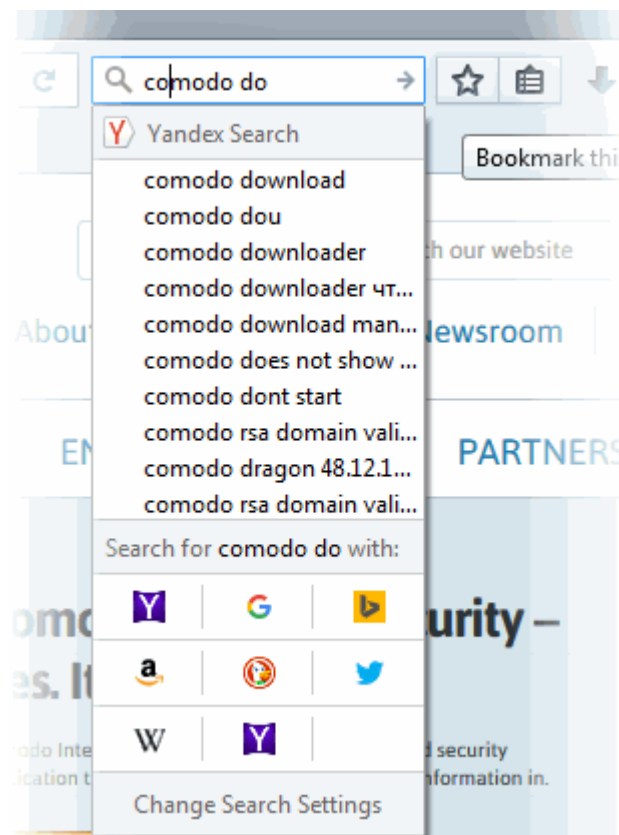 comodo do
Yandex Search
Bookmark thi
comodo download
comodo dou
comodo downloader
h our website
comodo downloader чт...
comodo download man...
About
Newsroom
comodo does not show ...
comodo dont start
comodo rsa domain vali...
EN
PARTNERS
comodo dragon 48.12.1...
comodo rsa domain vali...
Search for comodo do with:
Y G b
omo
urity –
a
es. It
W Y
odo Inte
d security
ication t
nformation in.
Change Search Settings